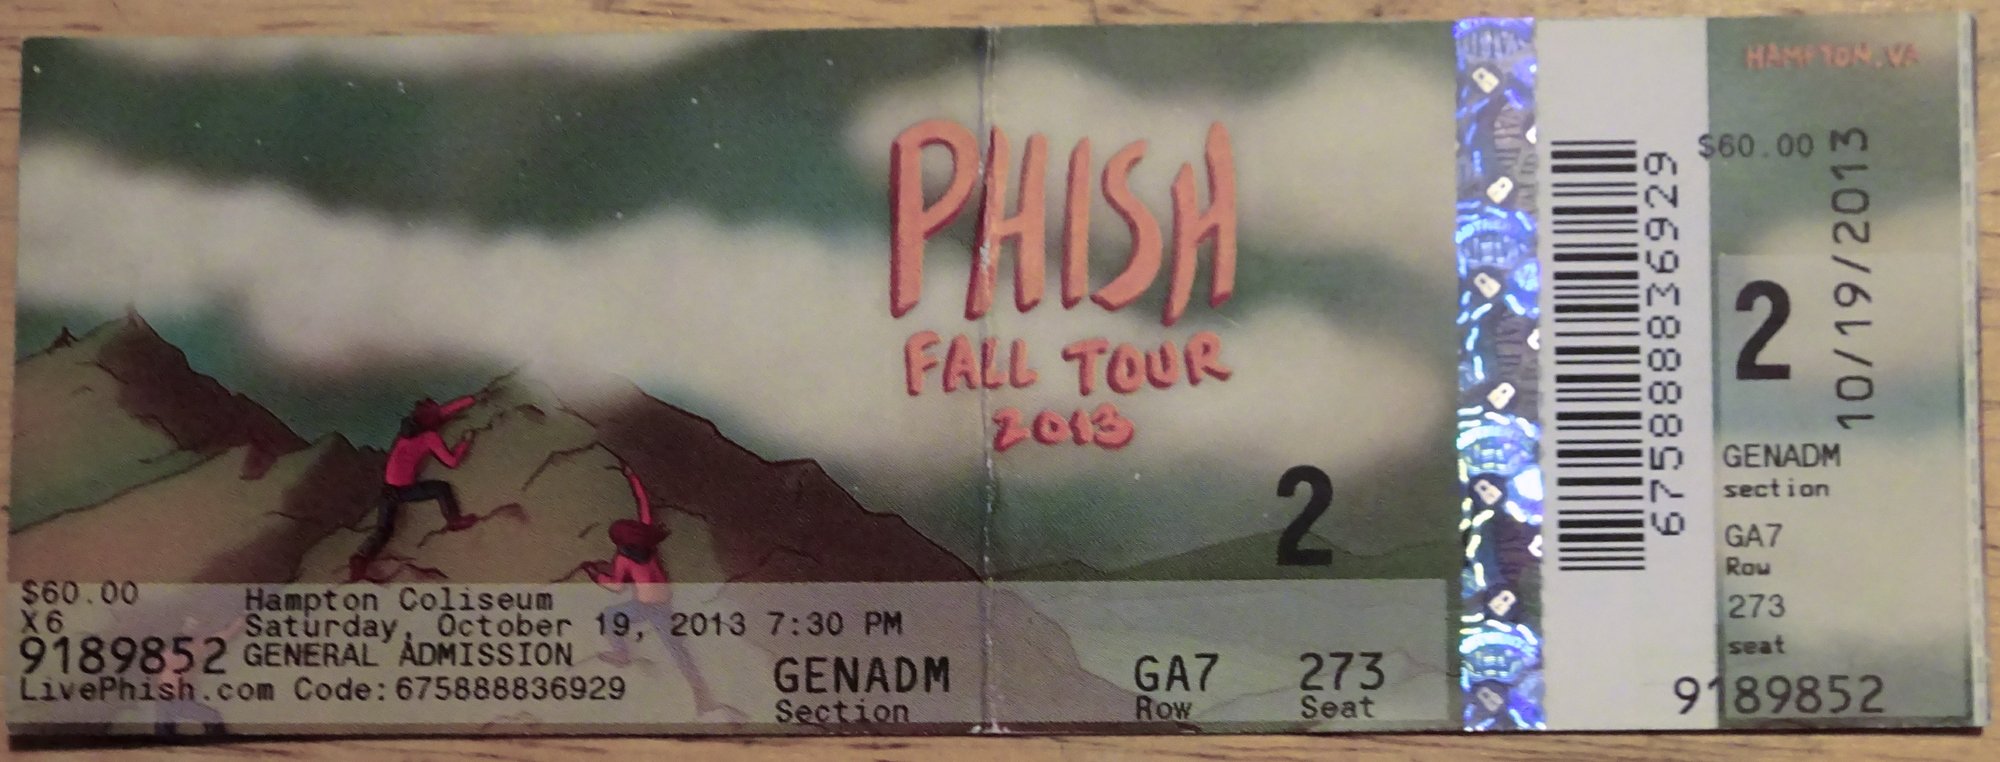 PHISH
FALL TOUR
2013
2
$60.00
X6
9189852
Hampton Coliseum
Saturday, October 19, 2013 7:30 PM
GENERAL ADMISSION
LivePhish.com Code:675888836929
GENADM
Section
GA7
Row
273
Seat
675888836929
HAMPTON, VA
$60.00
10/19/2013
2
GENADM
section
GA7
Row
273
seat
9189852